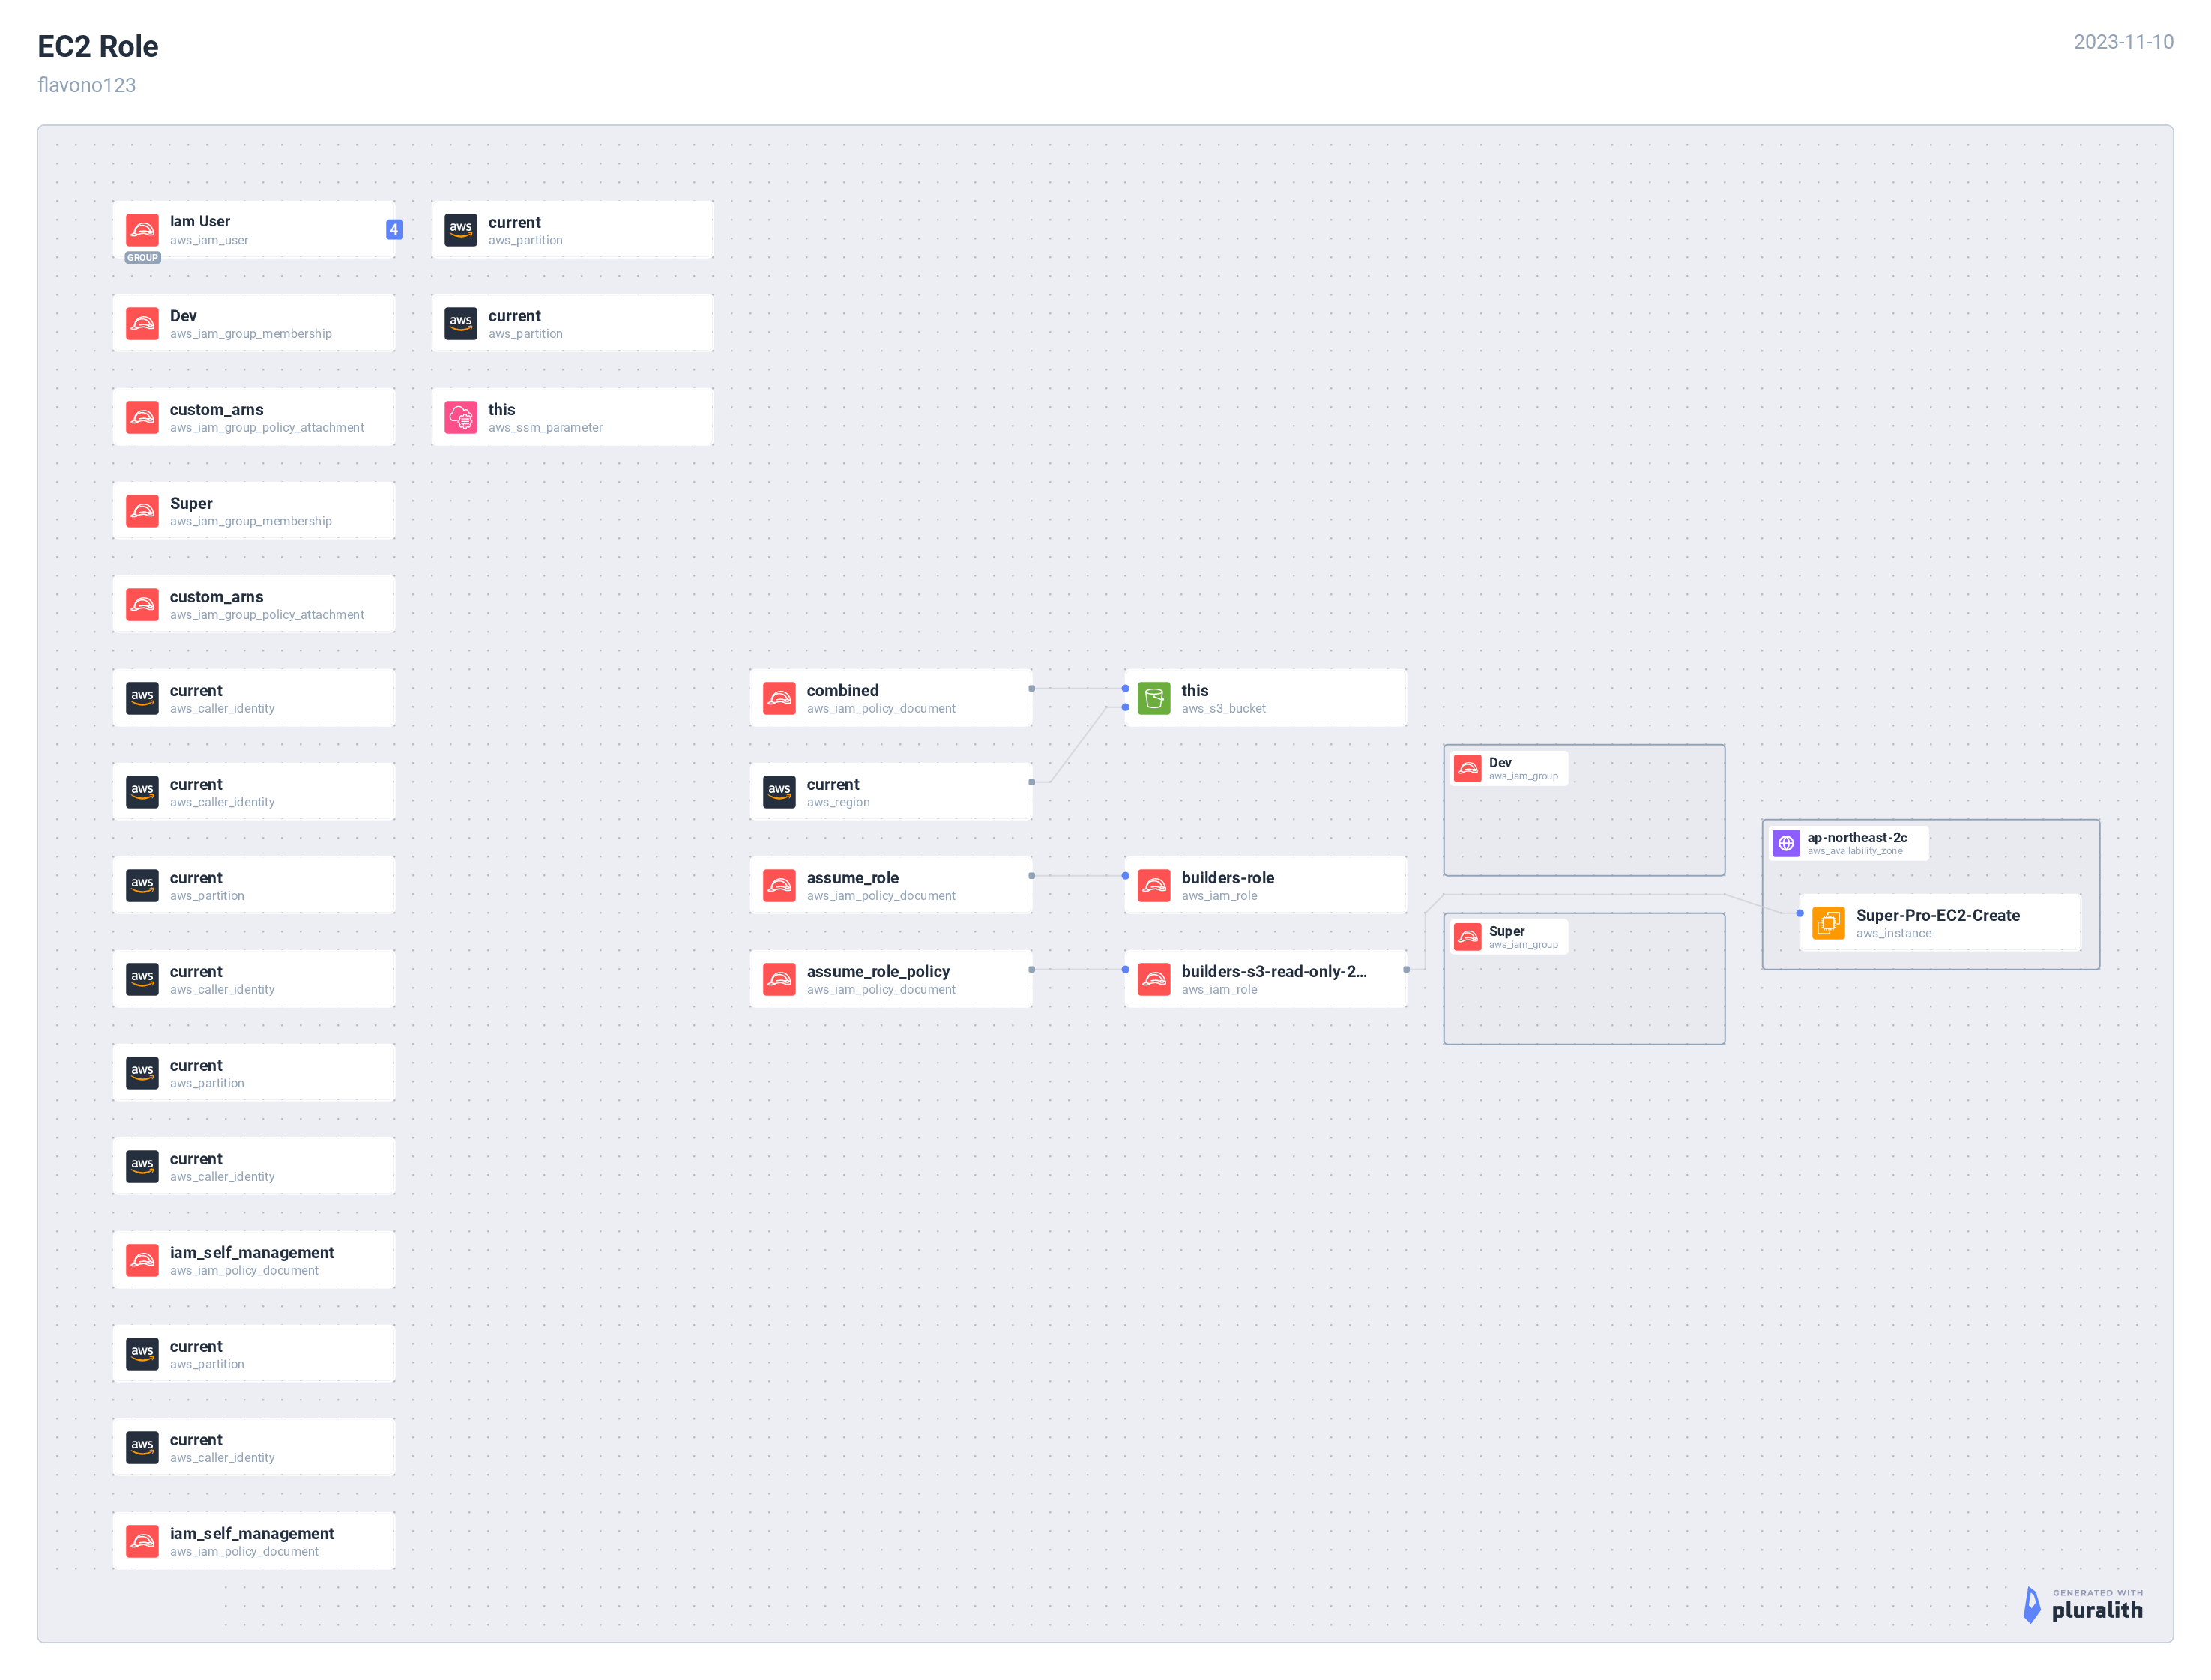 EC2 Role
2023-11-10
flavono123
Iam User
aws_iam_user
4
GROUP
current
aws_partition
Dev
aws_iam_group_membership
current
aws_partition
custom_arns
aws_iam_group_policy_attachment
this
aws_ssm_parameter
Super
aws_iam_group_membership
custom_arns
aws_iam_group_policy_attachment
current
aws_caller_identity
combined
aws_iam_policy_document
this
aws_s3_bucket
current
aws_caller_identity
current
aws_region
Dev
aws_iam_group
current
aws_partition
assume_role
aws_iam_policy_document
builders-role
aws_iam_role
ap-northeast-2c
aws_availability_zone
Super-Pro-EC2-Create
aws_instance
Super
aws_iam_group
current
aws_caller_identity
assume_role_policy
aws_iam_policy_document
builders-s3-read-only-2...
aws_iam_role
current
aws_partition
current
aws_caller_identity
iam_self_management
aws_iam_policy_document
current
aws_partition
current
aws_caller_identity
iam_self_management
aws_iam_policy_document
GENERATED WITH
pluralith